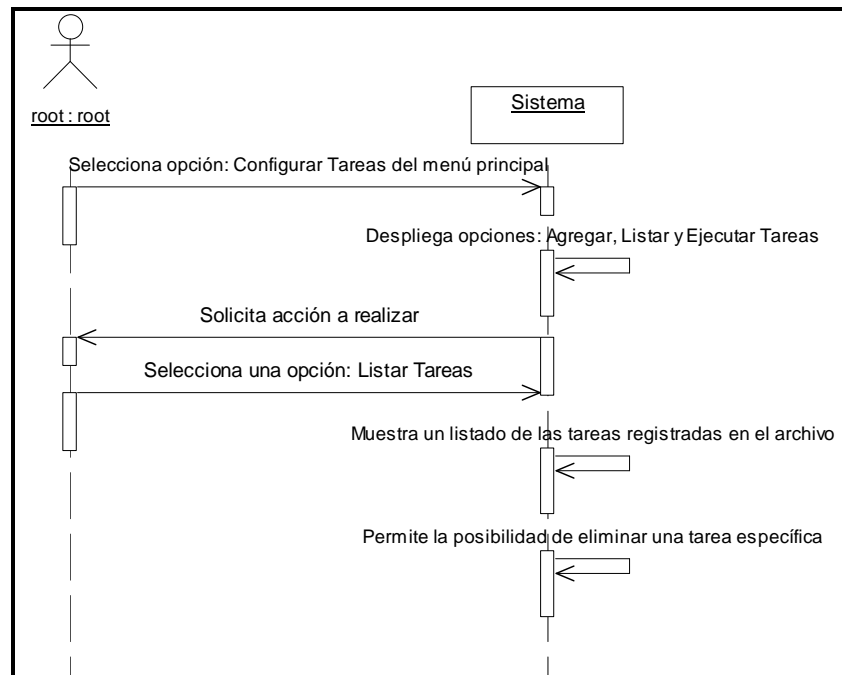 root : root
Sistema
Selecciona opción: Configurar Tareas del menú principal
Despliega opciones: Agregar, Listar y Ejecutar Tareas
Solicita acción a realizar
Selecciona una opción: Listar Tareas
Muestra un listado de las tareas registradas en el archivo
Permite la posibilidad de eliminar una tarea específica